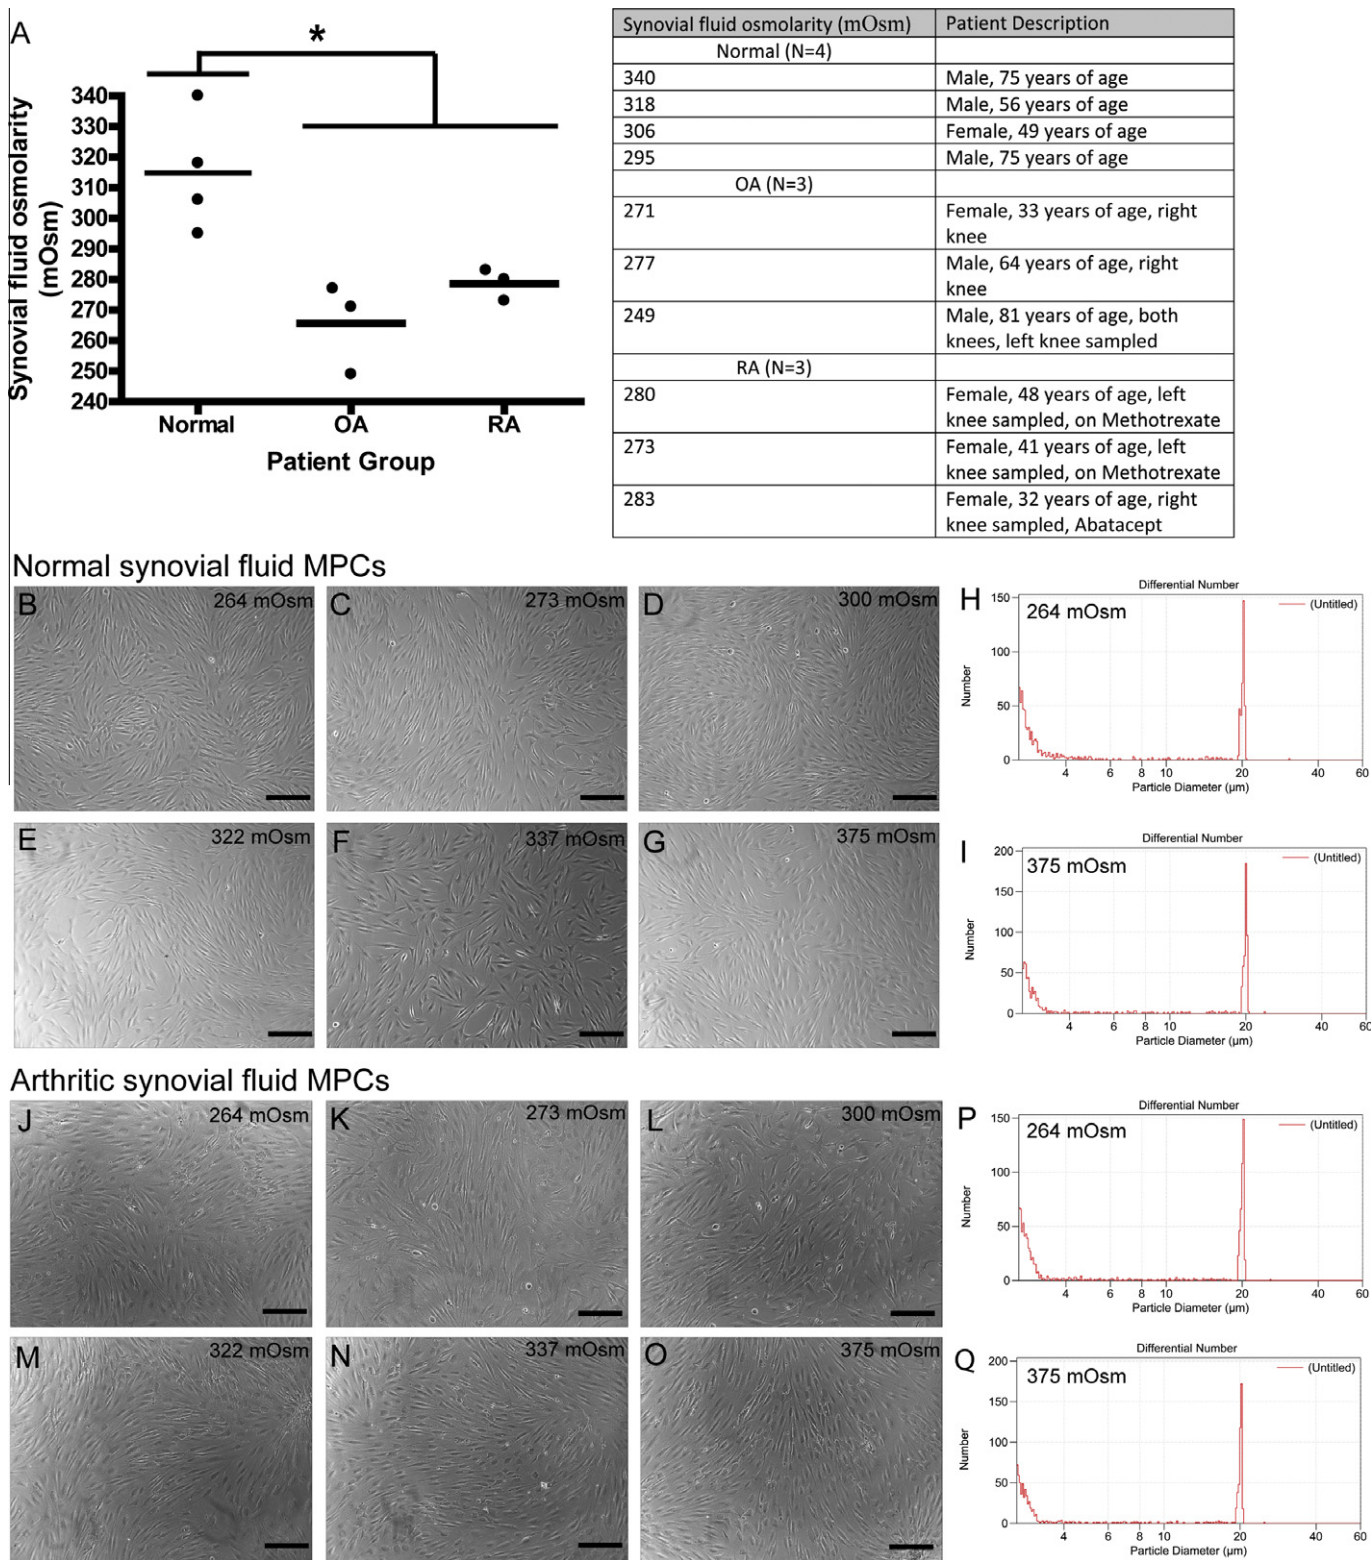 A
*
Synovial fluid osmolarity
(mOsm)
340
330
320
310
300
290
280
270
260
250
240
Normal
OA
RA
Patient Group
Synovial fluid osmolarity (mOsm) Patient Description
Normal (N=4)
340 Male, 75 years of age
318 Male, 56 years of age
306 Female, 49 years of age
295 Male, 75 years of age
OA (N=3)
271 Female, 33 years of age, right
knee
277 Male, 64 years of age, right
knee
249 Male, 81 years of age, both
knees, left knee sampled
RA (N=3)
280 Female, 48 years of age, left
knee sampled, on Methotrexate
273 Female, 41 years of age, left
knee sampled, on Methotrexate
283 Female, 32 years of age, right
knee sampled, Abatacept
Normal synovial fluid MPCs
B 264 mOsm
C 273 mOsm
D 300 mOsm
H
Differential Number
264 mOsm
(Untitled)
Number
150
100
50
0
4 6 8 10 20 40 60
Particle Diameter (µm)
E 322 mOsm
F 337 mOsm
G 375 mOsm
I
Differential Number
375 mOsm
(Untitled)
Number
200
150
100
50
0
4 6 8 10 20 40 60
Particle Diameter (µm)
Arthritic synovial fluid MPCs
J 264 mOsm
K 273 mOsm
L 300 mOsm
P
Differential Number
264 mOsm
(Untitled)
Number
150
100
50
0
4 6 8 10 20 40 60
Particle Diameter (µm)
M 322 mOsm
N 337 mOsm
O 375 mOsm
Q
Differential Number
375 mOsm
(Untitled)
Number
200
150
100
50
0
4 6 8 10 20 40 60
Particle Diameter (µm)